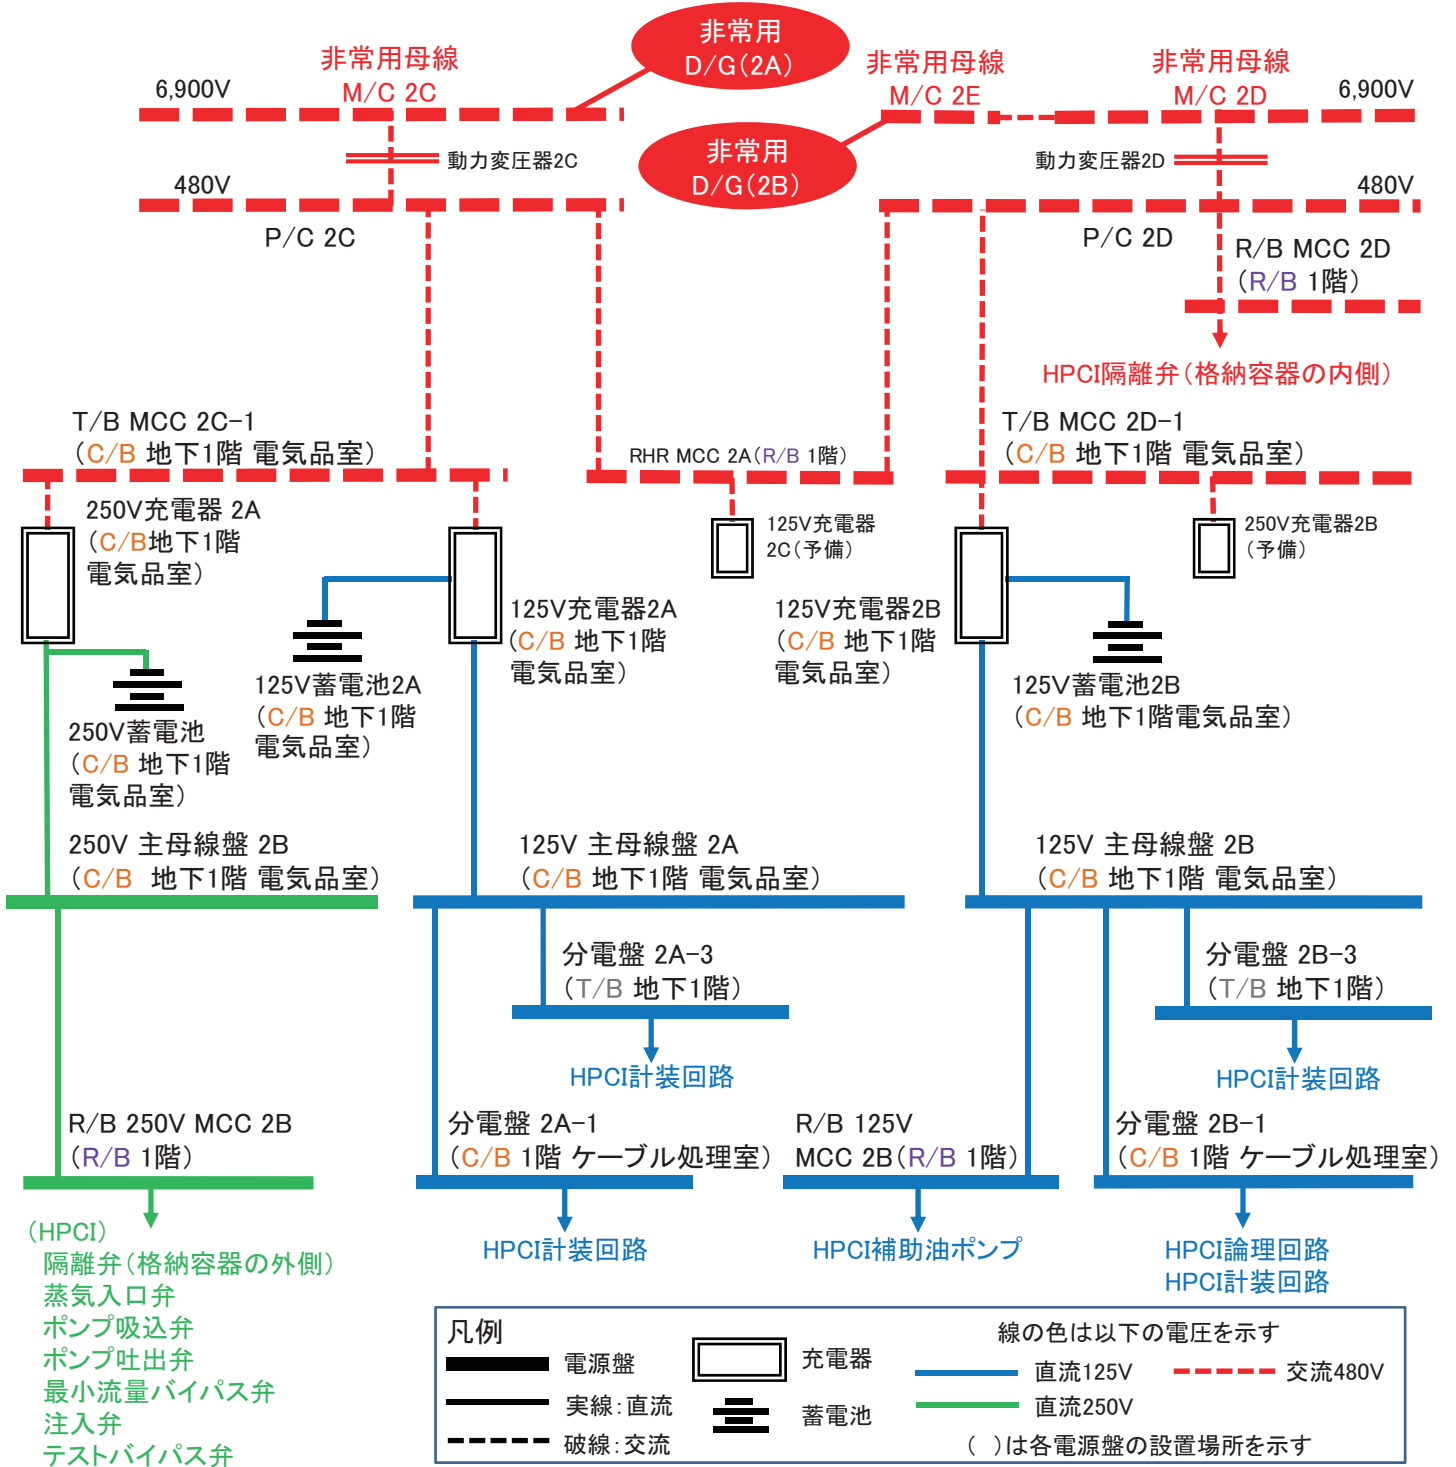 非常用
D/G(2A)
非常用母線
M/C 2C
6,900V
非常用母線
M/C 2E
非常用母線
M/C 2D
6,900V
動力変圧器2C
非常用
D/G(2B)
動力変圧器2D
480V
P/C 2C
480V
P/C 2D
R/B MCC 2D
(R/B 1階)
HPCI隔離弁(格納容器の内側)
T/B MCC 2C-1
(C/B 地下1階 電気品室)
RHR MCC 2A(R/B 1階)
T/B MCC 2D-1
(C/B 地下1階 電気品室)
250V充電器 2A
(C/B地下1階
電気品室)
125V充電器
2C(予備)
250V充電器2B
(予備)
125V充電器2A
(C/B 地下1階
電気品室)
125V充電器2B
(C/B 地下1階
電気品室)
125V蓄電池2A
(C/B 地下1階
電気品室)
125V蓄電池2B
(C/B 地下1階電気品室)
250V蓄電池
(C/B 地下1階
電気品室)
250V 主母線盤 2B
(C/B 地下1階 電気品室)
125V 主母線盤 2A
(C/B 地下1階 電気品室)
125V 主母線盤 2B
(C/B 地下1階 電気品室)
分電盤 2A-3
(T/B 地下1階)
HPCI計装回路
分電盤 2B-3
(T/B 地下1階)
HPCI計装回路
R/B 250V MCC 2B
(R/B 1階)
分電盤 2A-1
(C/B 1階 ケーブル処理室)
R/B 125V
MCC 2B(R/B 1階)
分電盤 2B-1
(C/B 1階 ケーブル処理室)
(HPCI)
隔離弁(格納容器の外側)
蒸気入口弁
ポンプ吸込弁
ポンプ吐出弁
最小流量バイパス弁
注入弁
テストバイパス弁
HPCI計装回路
HPCI補助油ポンプ
HPCI論理回路
HPCI計装回路
凡例
電源盤
実線:直流
破線:交流
充電器
蓄電池
線の色は以下の電圧を示す
直流125V
交流480V
直流250V
( )は各電源盤の設置場所を示す